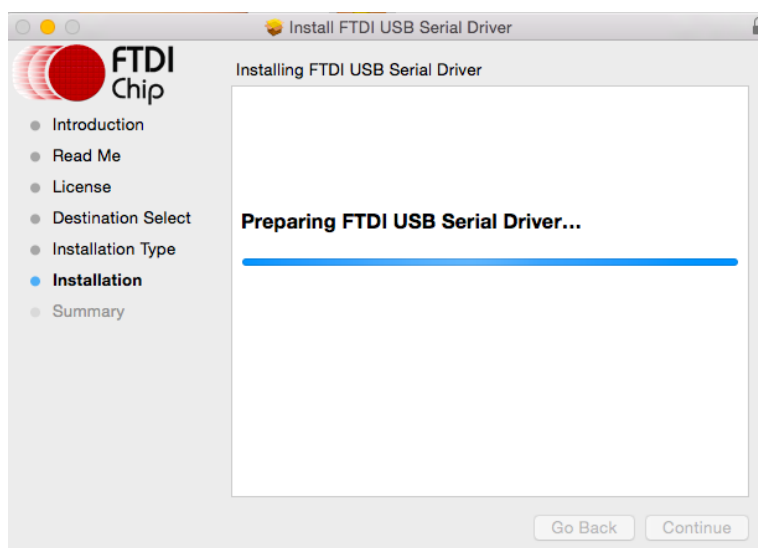 Install FTDI USB Serial Driver
FTDI
Chip
Installing FTDI USB Serial Driver
Introduction
Read Me
License
Destination Select
Installation Type
Installation
Summary
Preparing FTDI USB Serial Driver...
Go Back
Continue